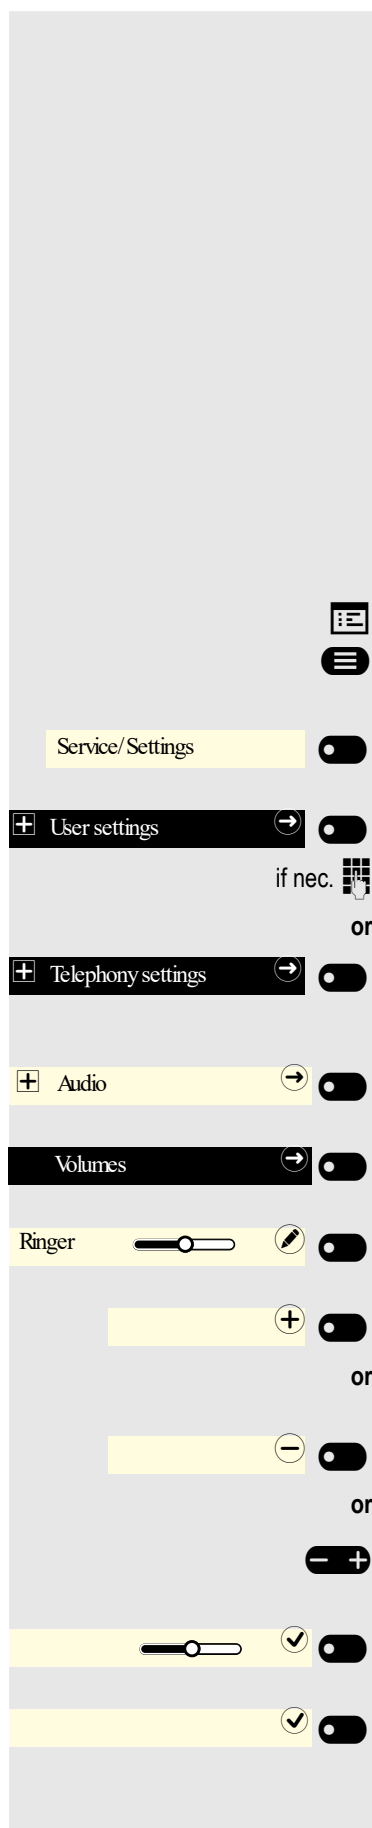 Service/Settings
User settings
if nec.
or
Telephony settings
Audio
Volumes
Ringer
or
or